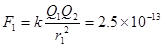 F₁ = k Q₁Q₂ / r₁² = 2.5×10⁻¹³